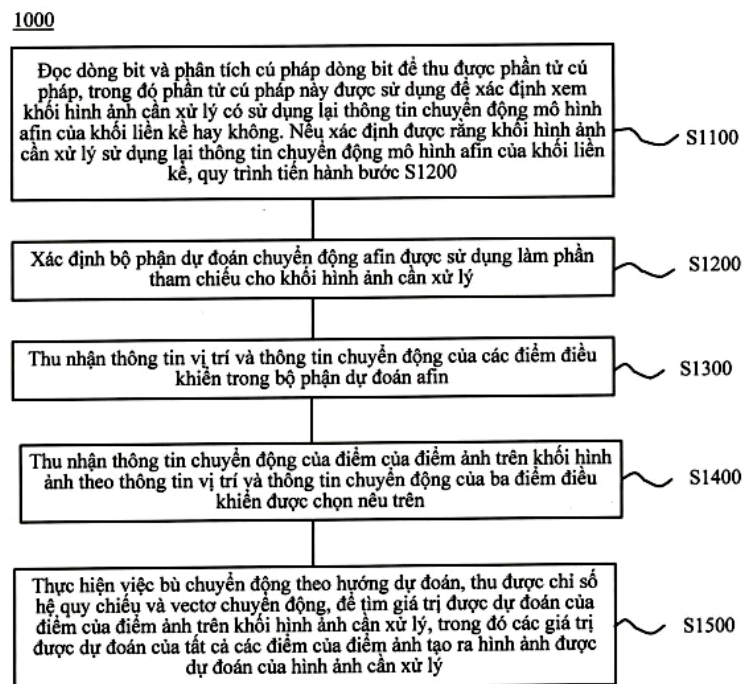 1000
Đọc dòng bit và phân tích cú pháp dòng bit để thu được phần tử cú
pháp, trong đó phần tử cú pháp này được sử dụng để xác định xem
khối hình ảnh cần xử lý có sử dụng lại thông tin chuyển động mô hình
afin của khối liền kề hay không. Nếu xác định được rằng khối hình ảnh
cần xử lý sử dụng lại thông tin chuyển động mô hình afin của khối liền
kề, quy trình tiến hành bước S1200
S1100
Xác định bộ phận dự đoán chuyển động afin được sử dụng làm phần
tham chiếu cho khối hình ảnh cần xử lý
S1200
Thu nhận thông tin vị trí và thông tin chuyển động của các điểm điều
khiển trong bộ phận dự đoán afin
S1300
Thu nhận thông tin chuyển động của điểm của điểm ảnh trên khối hình
ảnh theo thông tin vị trí và thông tin chuyển động của ba điểm điều
khiển được chọn nêu trên
S1400
Thực hiện việc bù chuyển động theo hướng dự đoán, thu được chỉ số
hệ quy chiếu và vectơ chuyển động, để tìm giá trị được dự đoán của
điểm của điểm ảnh trên khối hình ảnh cần xử lý, trong đó các giá trị
được dự đoán của tất cả các điểm của điểm ảnh tạo ra hình ảnh được
dự đoán của hình ảnh cần xử lý
S1500